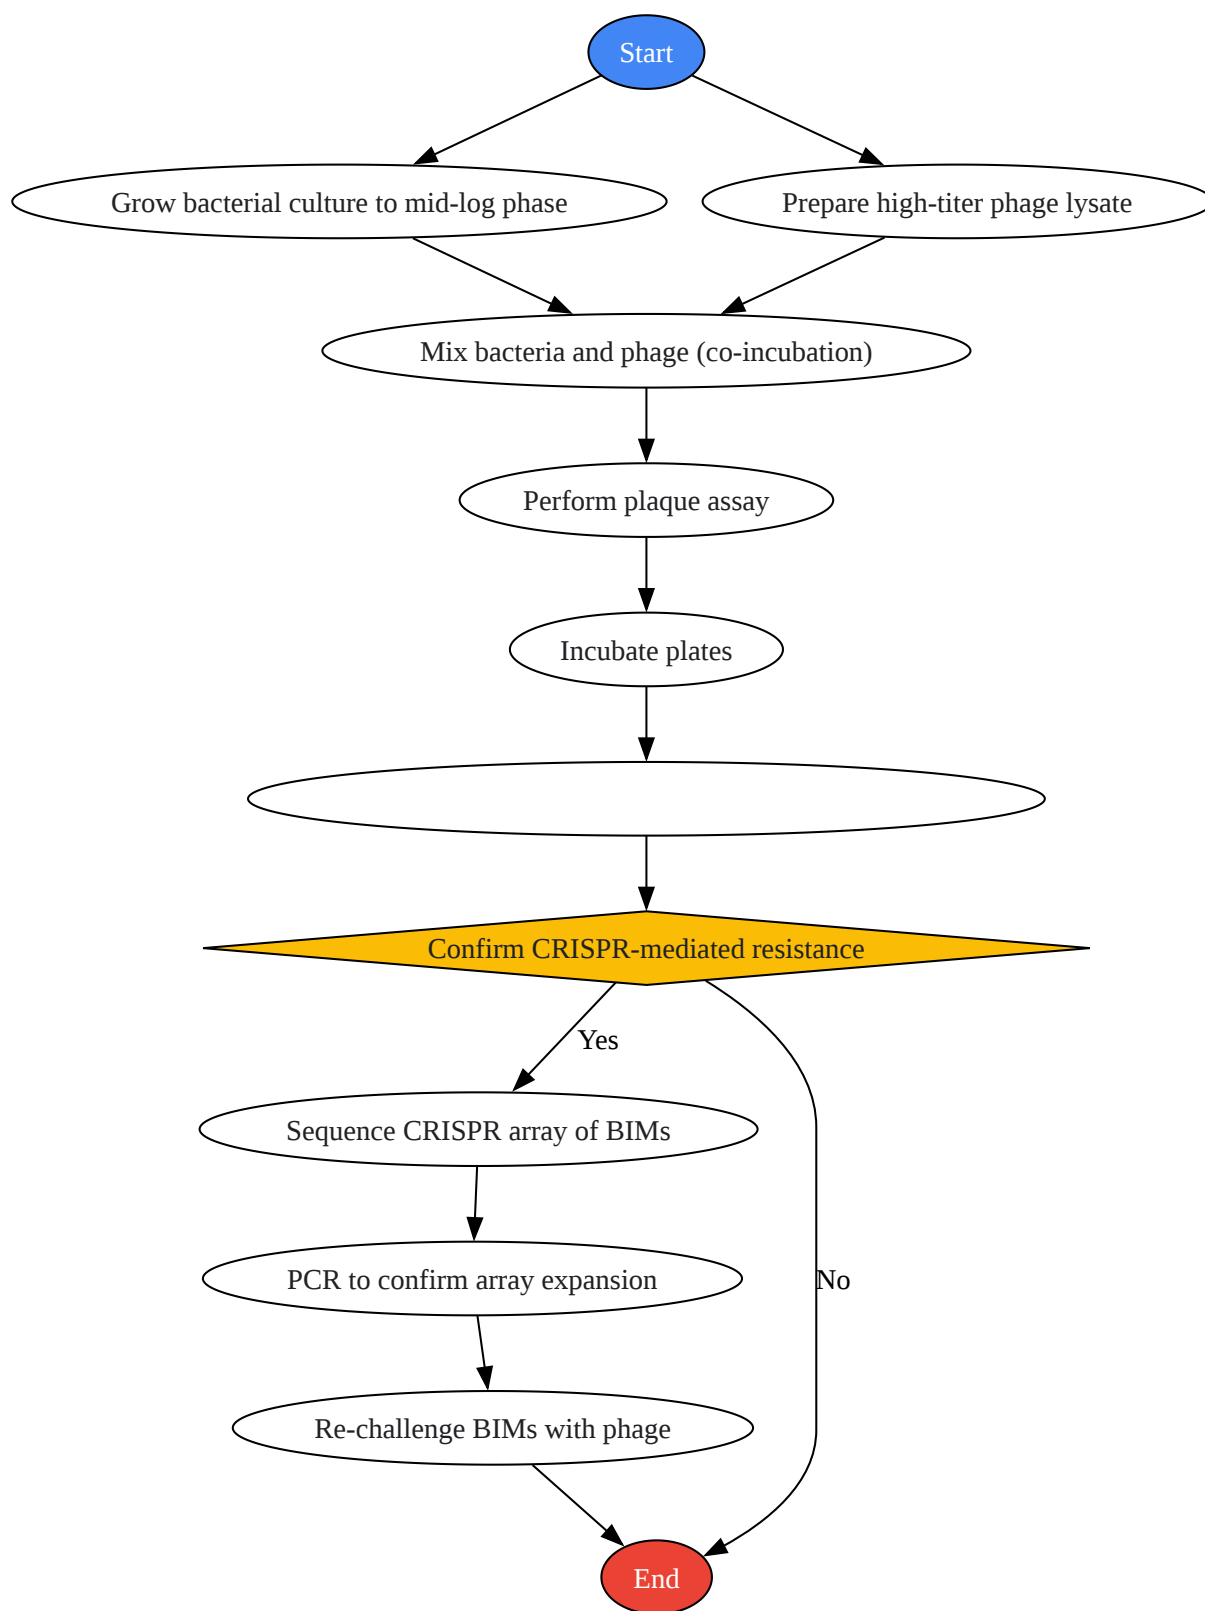 Start
Grow bacterial culture to mid-log phase
Prepare high-titer phage lysate
Mix bacteria and phage (co-incubation)
Perform plaque assay
Incubate plates
Confirm CRISPR-mediated resistance
Yes
Sequence CRISPR array of BIMs
PCR to confirm array expansion
No
Re-challenge BIMs with phage
End